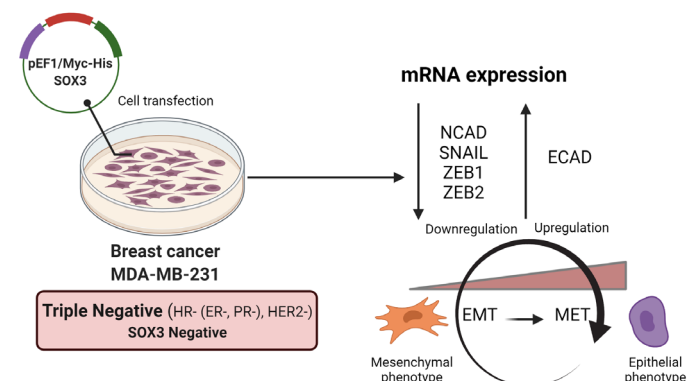 pEF1/Myc-His
SOX3
Cell transfection
mRNA expression
NCAD
SNAIL
ZEB1
ZEB2
ECAD
Downregulation
Upregulation
Breast cancer
MDA-MB-231
Triple Negative (HR- (ER-, PR-), HER2-)
SOX3 Negative
EMT
MET
Mesenchymal
phenotype
Epithelial
phenotype